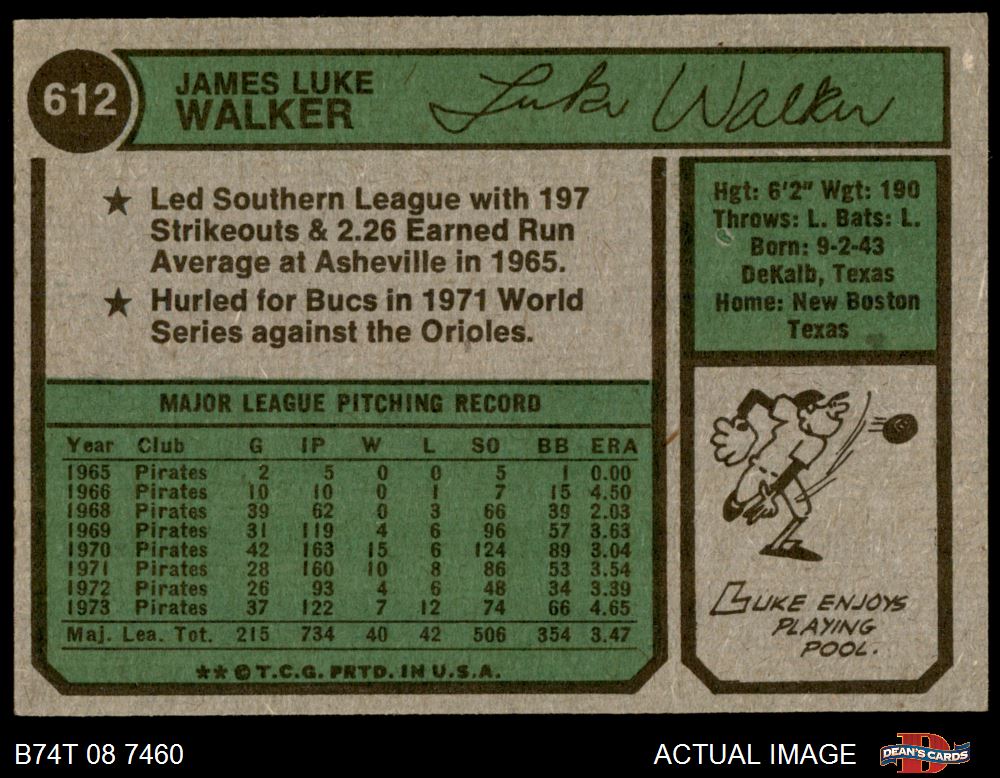 612
JAMES LUKE
WALKER
Luke Walker
★ Led Southern League with 197
Strikeouts & 2.26 Earned Run
Average at Asheville in 1965.
★ Hurled for Bucs in 1971 World
Series against the Orioles.
Hgt: 6'2" Wgt: 190
Throws: L. Bats: L.
Born: 9-2-43
DeKalb, Texas
Home: New Boston
Texas
MAJOR LEAGUE PITCHING RECORD
Year Club G IP W L SO BB ERA
1965 Pirates 2 5 0 0 5 1 0.00
1966 Pirates 10 10 0 1 7 15 4.50
1968 Pirates 39 62 0 3 66 39 2.03
1969 Pirates 31 119 4 6 96 57 3.63
1970 Pirates 42 163 15 6 124 89 3.04
1971 Pirates 28 160 10 8 86 53 3.54
1972 Pirates 26 93 4 6 48 34 3.39
1973 Pirates 37 122 7 12 74 66 4.65
Maj. Lea. Tot. 215 734 40 42 506 354 3.47
** © T.C.G. PRTD. IN U.S.A.
LUKE ENJOYS
PLAYING
POOL.
B74T 08 7460
ACTUAL IMAGE
D
DEAN'S CARDS